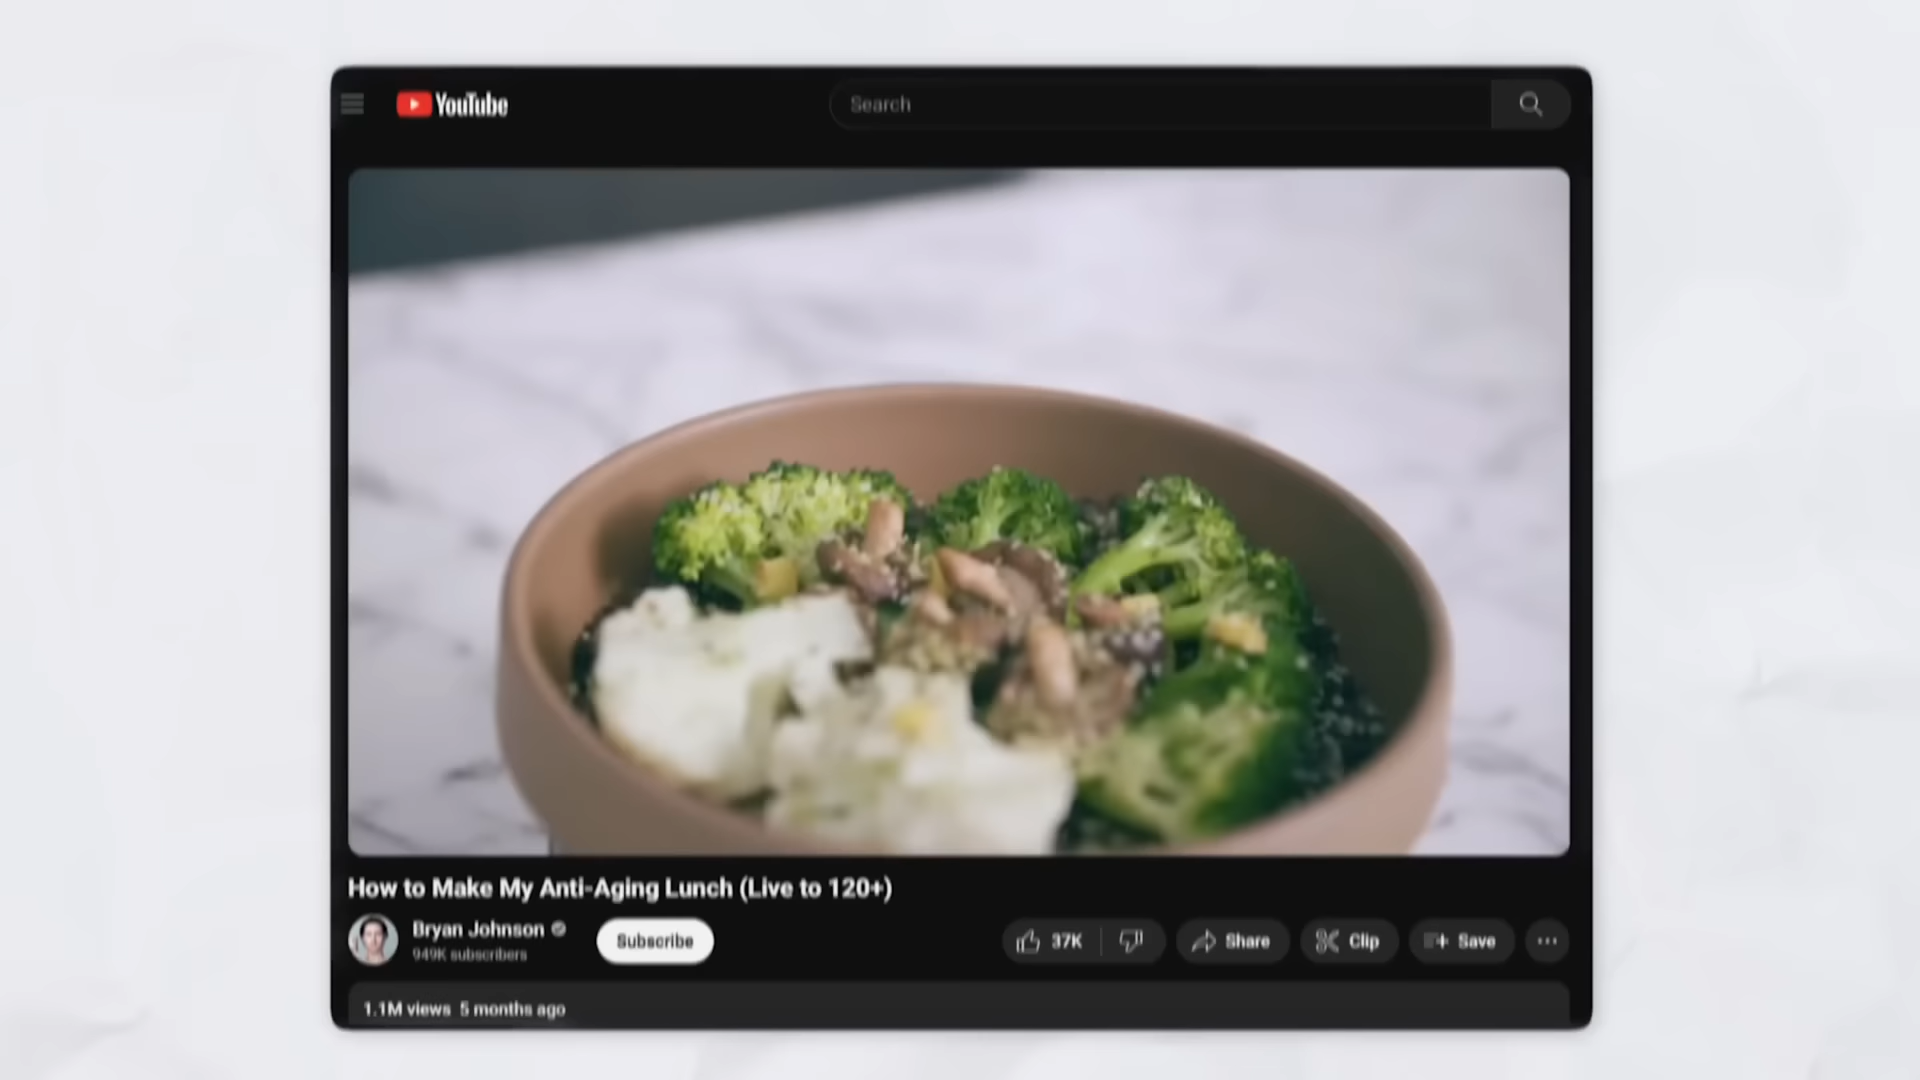 YouTube
Search
How to Make My Anti-Aging Lunch (Live to 120+)
Bryan Johnson
949K subscribers
Subscribe
37K
Share
Clip
Save
1.1M views 5 months ago